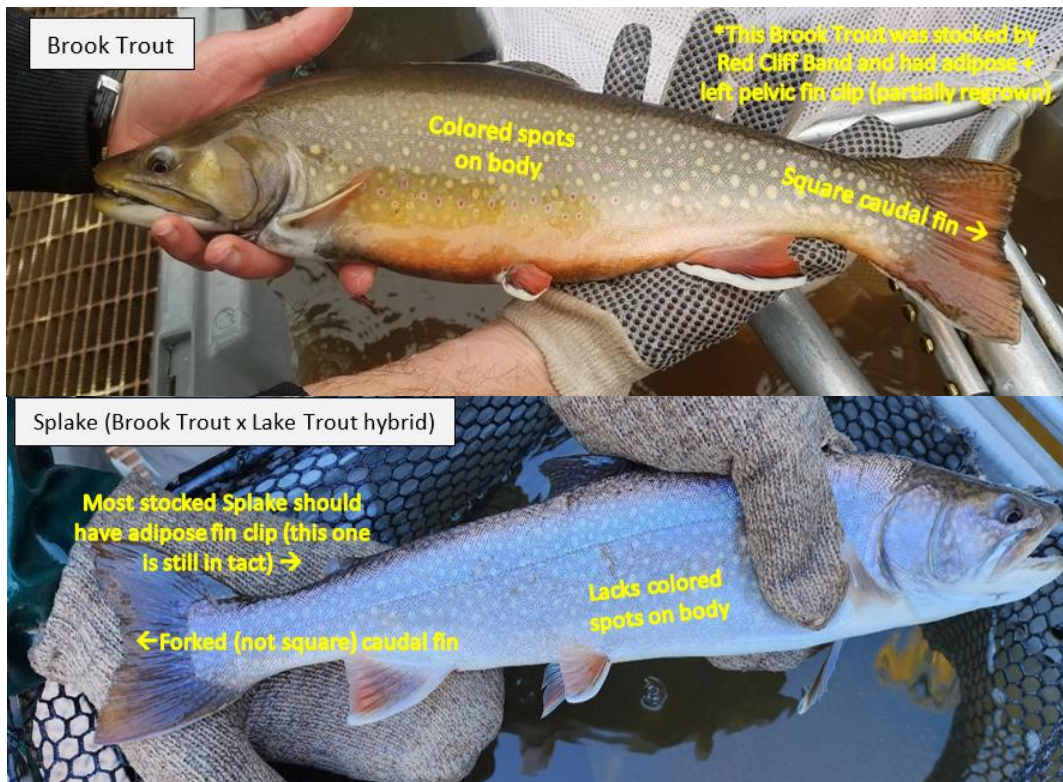 Brook Trout
*This Brook Trout was stocked by
Red Cliff Band and had adipose +
left pelvic fin clip (partially regrown)
Colored spots
on body
Square caudal fin →
Splake (Brook Trout x Lake Trout hybrid)
Most stocked Splake should
have adipose fin clip (this one
is still in tact) →
Lacks colored
spots on body
←Forked (not square) caudal fin